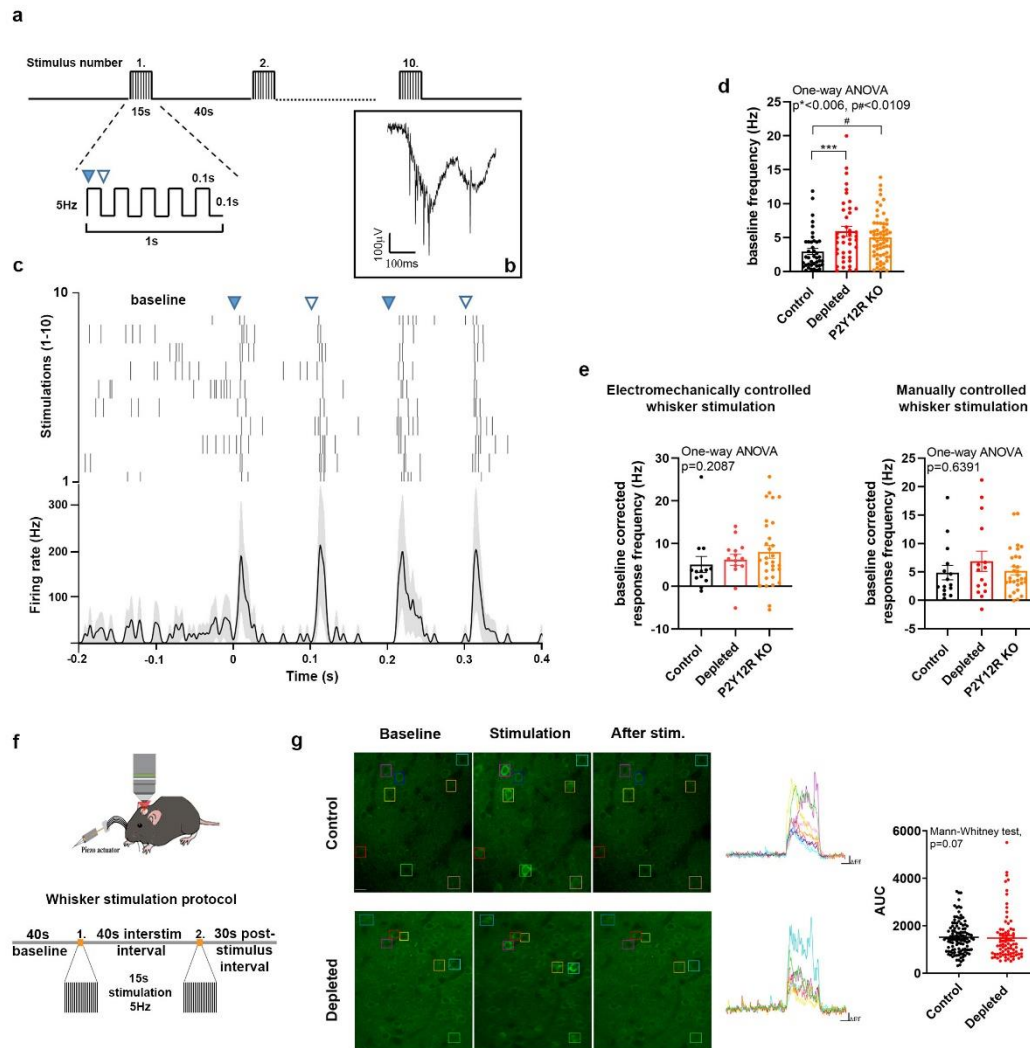 a
Stimulus number 1. 2. 10.
15s 40s
0.1s
5Hz 0.1s
1s
100μV
100ms
b
c
10
baseline
Stimulations (1-10)
1
300
200
100
Firing rate (Hz)
-0.2 -0.1 0 0.1 0.2 0.3 0.4
Time (s)
d
One-way ANOVA
p*<0.006, p#<0.0109
#
***
25
20
15
10
5
0
baseline frequency (Hz)
Control
Depleted
P2Y12R KO
e
Electromechanically controlled
whisker stimulation
One-way ANOVA
p=0.2087
30
20
10
0
-10
baseline corrected
response frequency (Hz)
Control
Depleted
P2Y12R KO
Manually controlled
whisker stimulation
One-way ANOVA
p=0.6391
25
20
15
10
5
0
-5
baseline corrected
response frequency (Hz)
Control
Depleted
P2Y12R KO
f
Piezo actuator
Whisker stimulation protocol
40s 1. 40s interstim 2. 30s post-
baseline interval stimulus
interval
15s
stimulation
5Hz
g
Baseline Stimulation After stim.
Control
Depleted
Mann-Whitney test,
p=0.07
6000
4000
2000
0
AUC
Control
Depleted